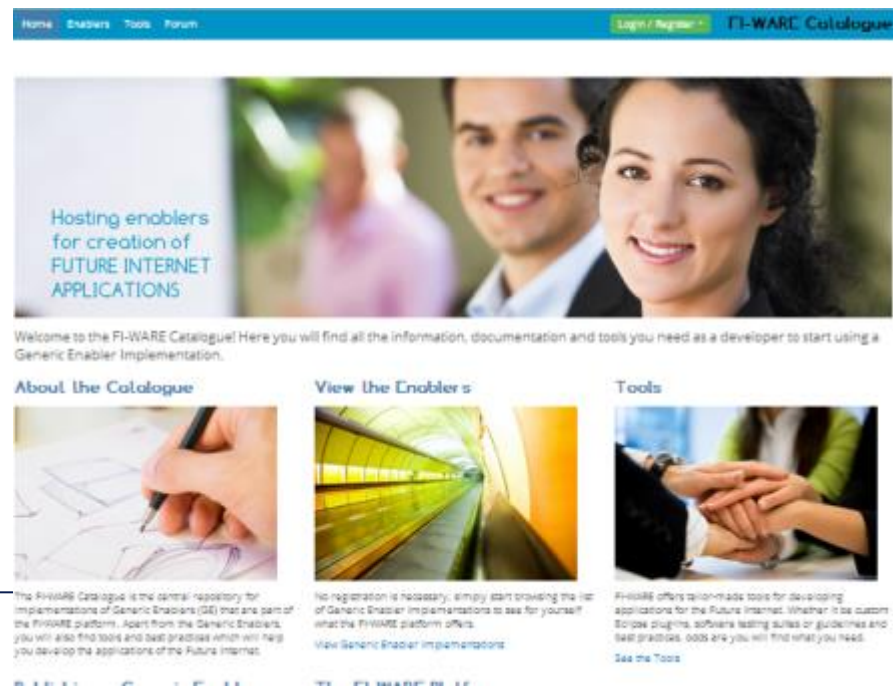 Home Enablers Tools Forum
Login / Register
FI-WARE Catalogue
Hosting enablers
for creation of
FUTURE INTERNET
APPLICATIONS
Welcome to the FI-WARE Catalogue! Here you will find all the information, documentation and tools you need as a developer to start using a
Generic Enabler Implementation.
About the Catalogue
The FI-WARE Catalogue is the central repository for
implementations of Generic Enablers (GE) that are part of
the FI-WARE platform. Apart from the Generic Enablers,
you will also find tools and best practises which will help
you develop the applications of the Future Internet.
View the Enablers
No registration is necessary, simply start browsing the list
of Generic Enabler Implementations to see for yourself
what the FI-WARE platform offers.
View Generic Enabler Implementations
Tools
FI-WARE offers tailor-made tools for developing
applications for the Future Internet. Whether it be custom
Eclipse plugins, software testing suites or guidelines and
best practices, odds are you will find what you need.
See the Tools
The FI-WARE